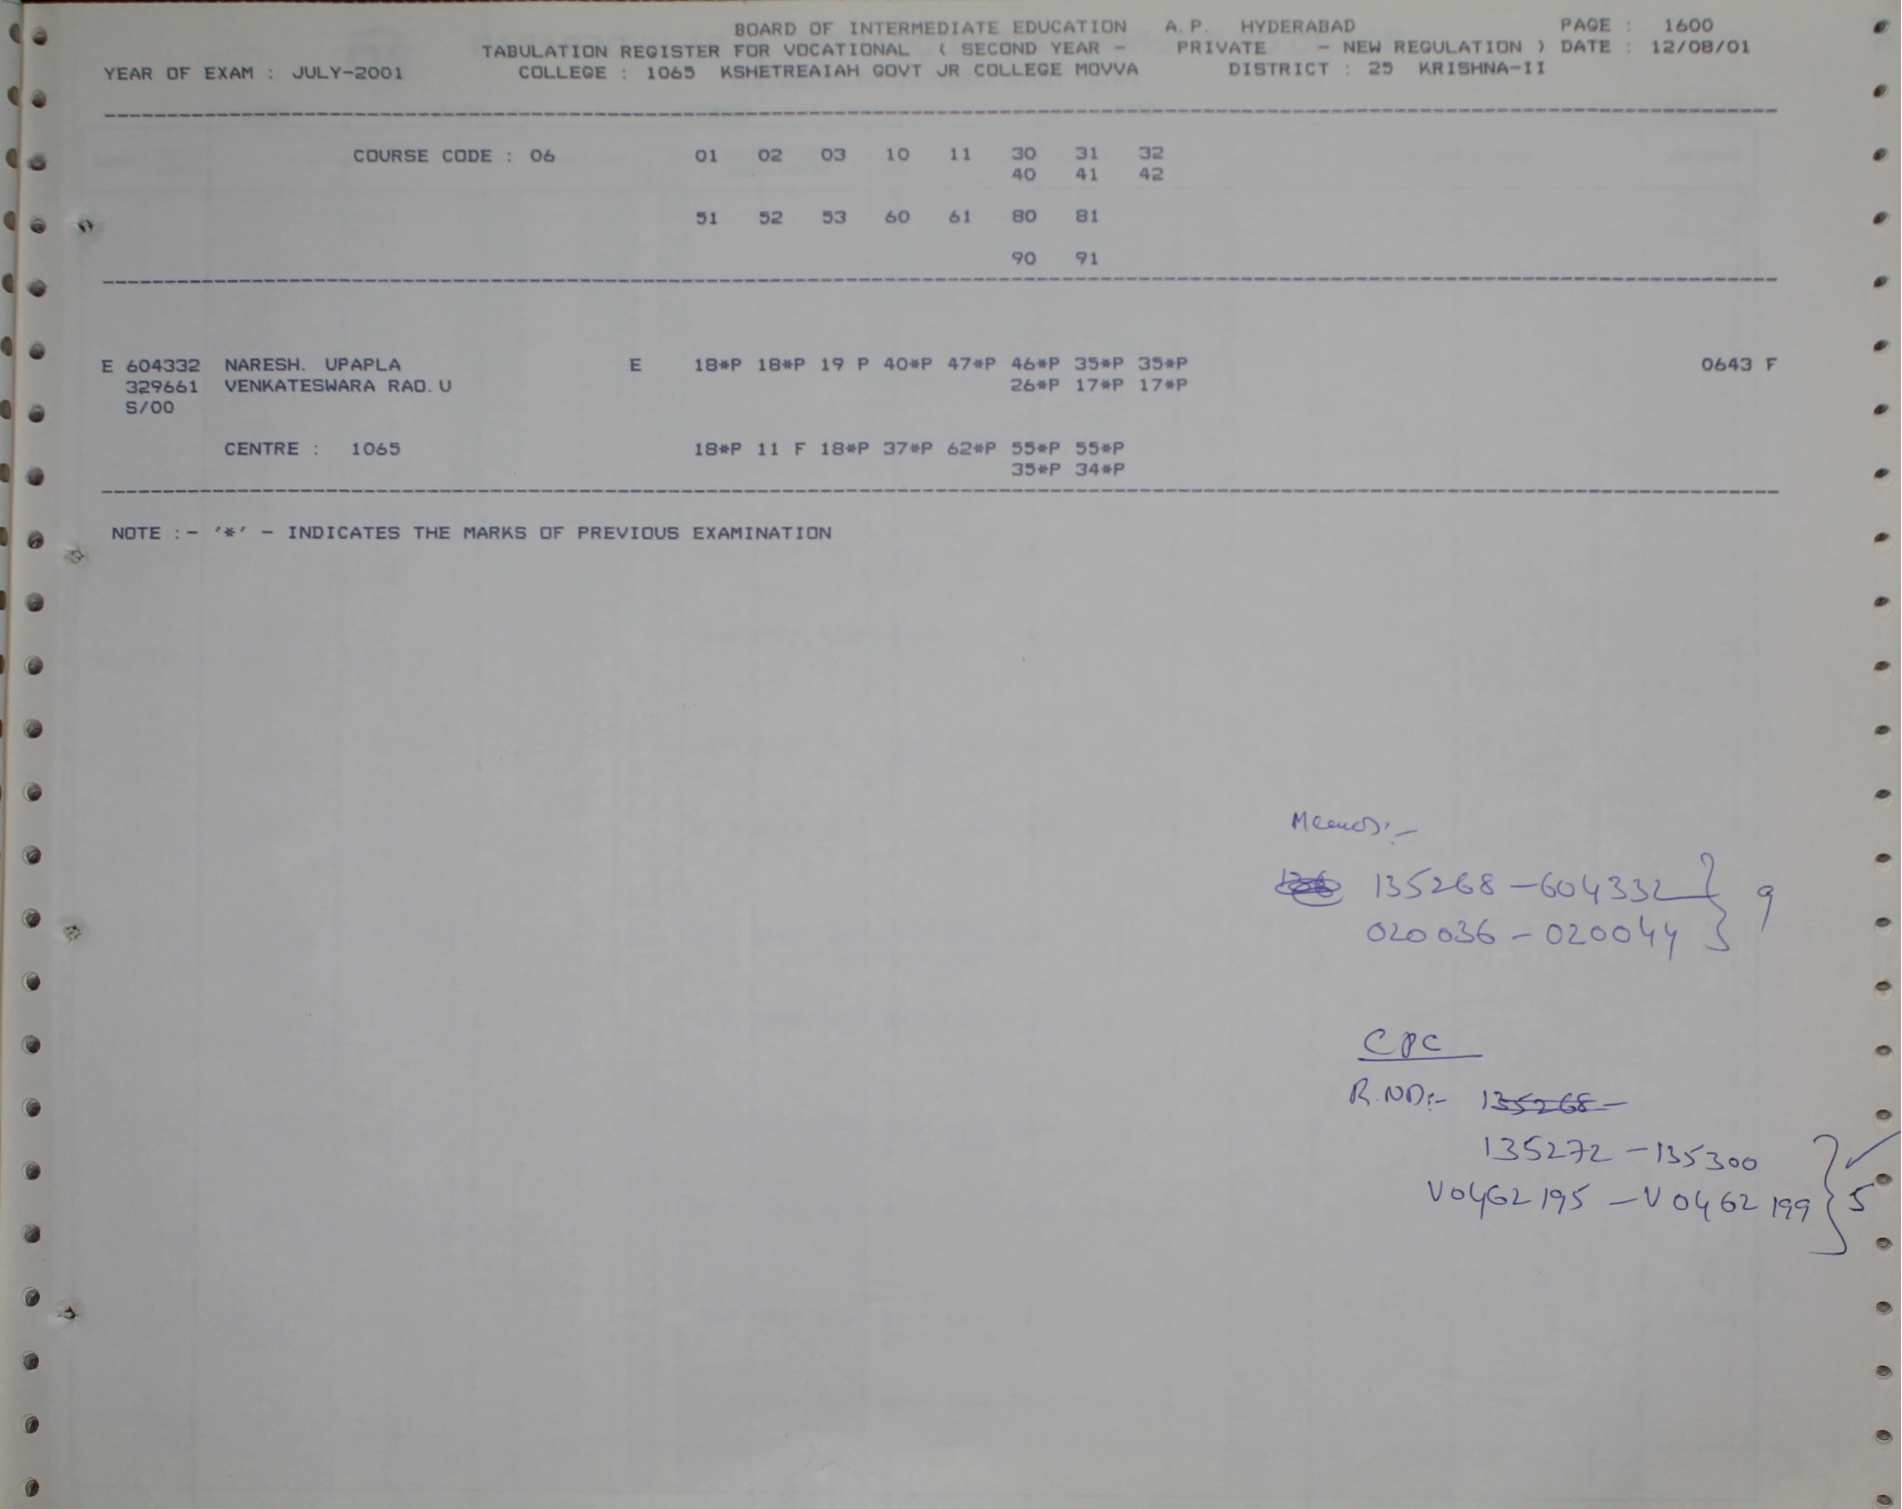 BOARD OF INTERMEDIATE EDUCATION A.P. HYDERABAD PAGE : 1600
TABULATION REGISTER FOR VOCATIONAL ( SECOND YEAR - PRIVATE - NEW REGULATION ) DATE : 12/08/01
YEAR OF EXAM : JULY-2001 COLLEGE : 1065 KSHETREAIAH GOVT JR COLLEGE MOVVA DISTRICT : 25 KRISHNA-II
COURSE CODE : 06 01 02 03 10 11 30 31 32
40 41 42
51 52 53 60 61 80 81
90 91
E 604332 NARESH. UPAPLA E 18*P 18*P 19 P 40*P 47*P 46*P 35*P 35*P 0643 F
329661 VENKATESWARA RAO. U 26*P 17*P 17*P
S/00
CENTRE : 1065 18*P 11 F 18*P 37*P 62*P 55*P 55*P
35*P 34*P
NOTE :- '*' - INDICATES THE MARKS OF PREVIOUS EXAMINATION
Memos:-
135268 - 604332 } 9
020036 - 020044
CPC
R.NO:- 135268 -
135272 - 135300
V0462195 - V0462199 } 5